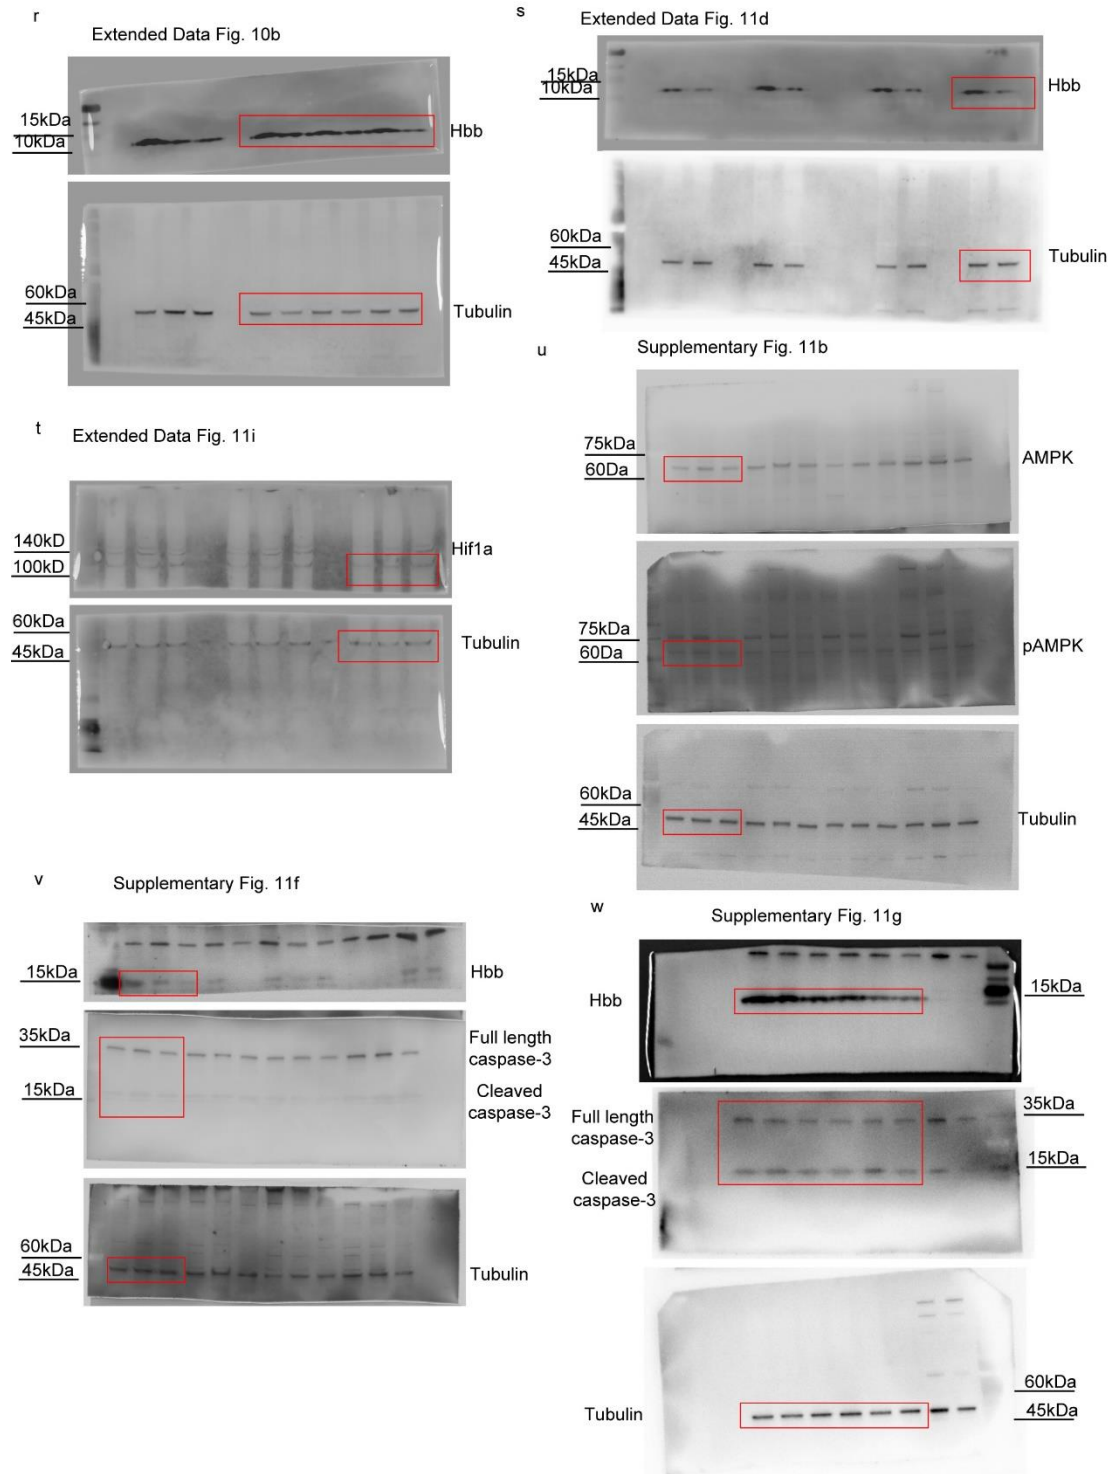 r
Extended Data Fig. 10b
15kDa
10kDa
Hbb
60kDa
45kDa
Tubulin
s
Extended Data Fig. 11d
15kDa
10kDa
Hbb
60kDa
45kDa
Tubulin
t
Extended Data Fig. 11i
140kD
100kD
Hif1a
60kDa
45kDa
Tubulin
u
Supplementary Fig. 11b
75kDa
60Da
AMPK
75kDa
60Da
pAMPK
60kDa
45kDa
Tubulin
v
Supplementary Fig. 11f
15kDa
Hbb
35kDa
Full length
caspase-3
15kDa
Cleaved
caspase-3
60kDa
45kDa
Tubulin
w
Supplementary Fig. 11g
Hbb
15kDa
Full length
caspase-3
35kDa
Cleaved
caspase-3
15kDa
Tubulin
60kDa
45kDa